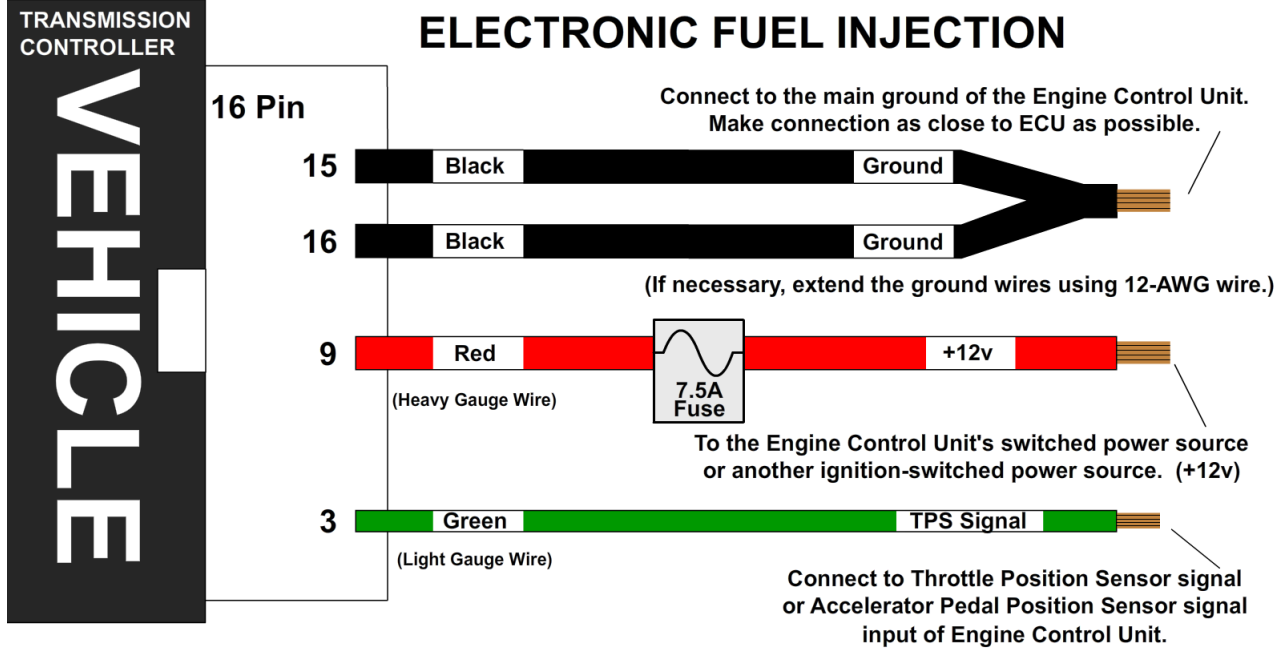 TRANSMISSION
CONTROLLER
VEHICLE
ELECTRONIC FUEL INJECTION
16 Pin
Connect to the main ground of the Engine Control Unit.
Make connection as close to ECU as possible.
15 Black Ground
16 Black Ground
(If necessary, extend the ground wires using 12-AWG wire.)
9 Red +12v
7.5A
Fuse
(Heavy Gauge Wire)
To the Engine Control Unit's switched power source
or another ignition-switched power source. (+12v)
3 Green TPS Signal
(Light Gauge Wire)
Connect to Throttle Position Sensor signal
or Accelerator Pedal Position Sensor signal
input of Engine Control Unit.